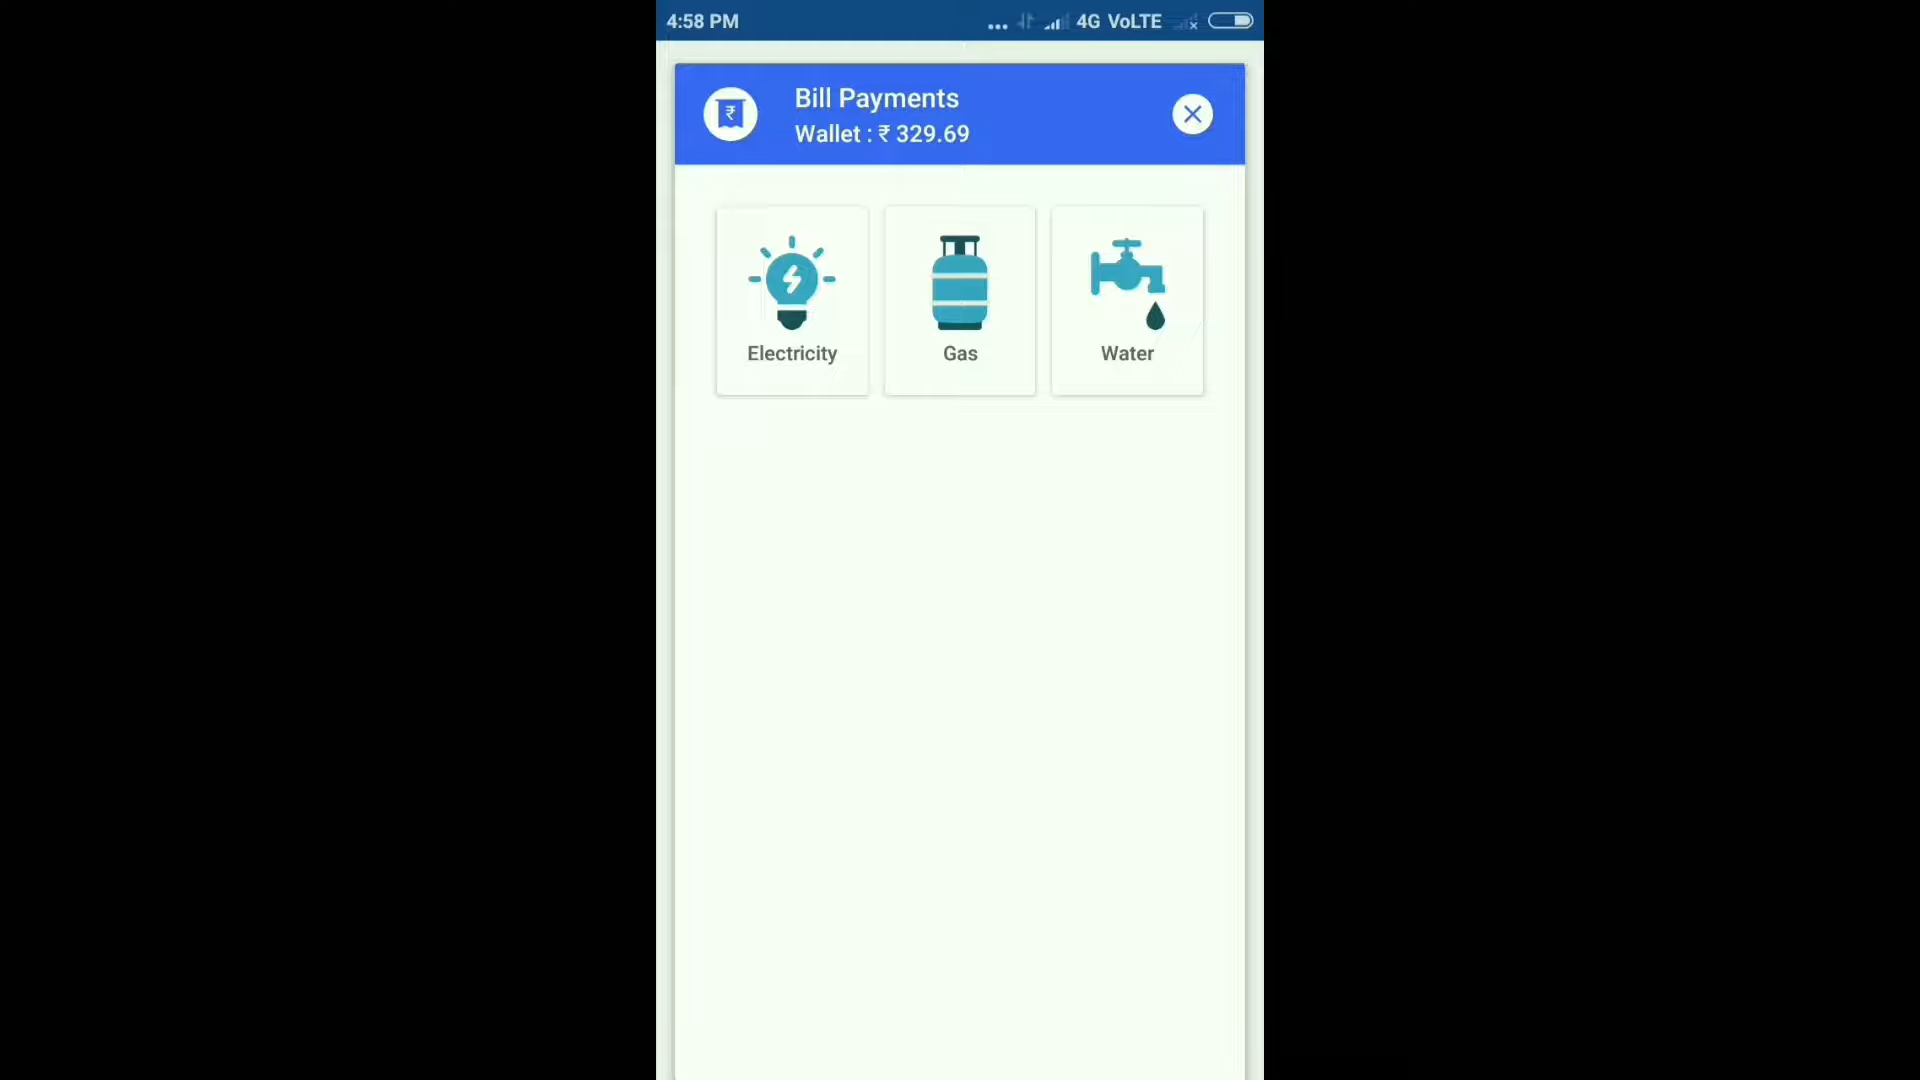 4:58 PM
4G VoLTE
Bill Payments
Wallet : ₹ 329.69
₹
Electricity
Gas
Water